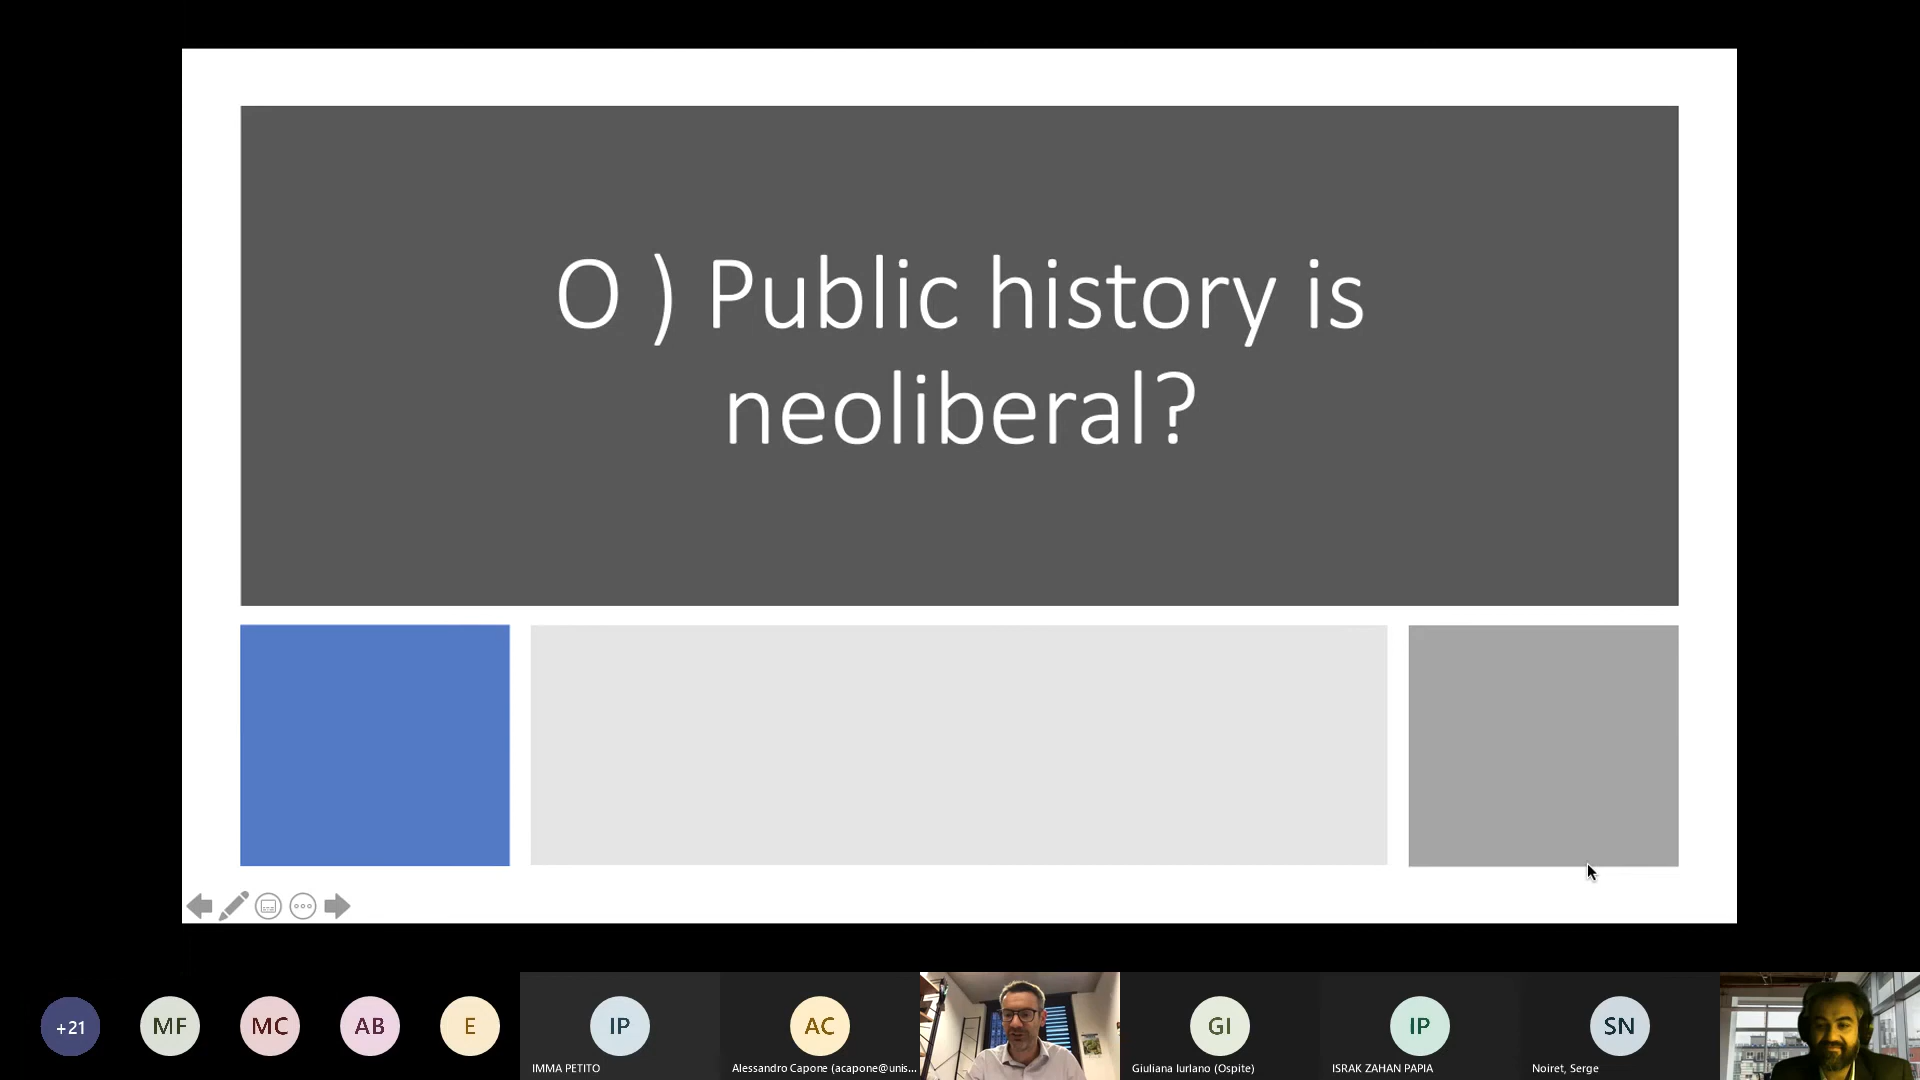 O ) Public history is
neoliberal?
+21
MF
MC
AB
E
IP
IMMA PETITO
AC
Alessandro Capone (acapone@unis...
GI
Giuliana Iurlano (Ospite)
IP
ISRAK ZAHAN PAPIA
SN
Noiret, Serge